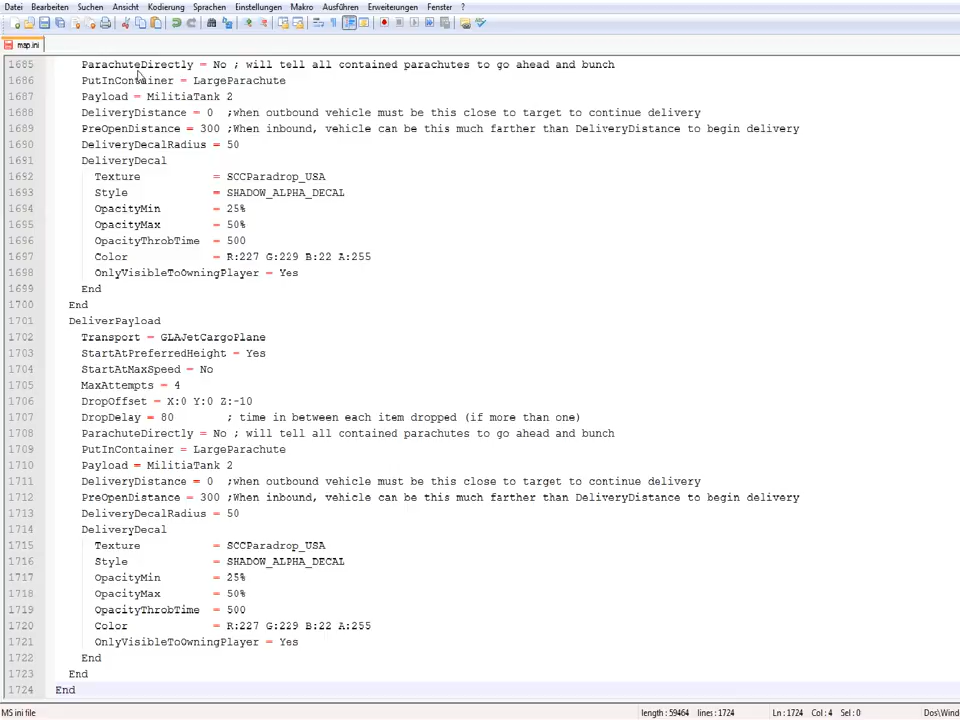 Datei Bearbeiten Suchen Ansicht Kodierung Sprachen Einstellungen Makro Ausführen Erweiterungen Fenster ?
map.ini
1685 ParachuteDirectly = No ; will tell all contained parachutes to go ahead and bunch
1686 PutInContainer = LargeParachute
1687 Payload = MilitiaTank 2
1688 DeliveryDistance = 0 ;when outbound vehicle must be this close to target to continue delivery
1689 PreOpenDistance = 300 ;When inbound, vehicle can be this much farther than DeliveryDistance to begin delivery
1690 DeliveryDecalRadius = 50
1691 DeliveryDecal
1692 Texture = SCCParadrop_USA
1693 Style = SHADOW_ALPHA_DECAL
1694 OpacityMin = 25%
1695 OpacityMax = 50%
1696 OpacityThrobTime = 500
1697 Color = R:227 G:229 B:22 A:255
1698 OnlyVisibleToOwningPlayer = Yes
1699 End
1700 End
1701 DeliverPayload
1702 Transport = GLAJetCargoPlane
1703 StartAtPreferredHeight = Yes
1704 StartAtMaxSpeed = No
1705 MaxAttempts = 4
1706 DropOffset = X:0 Y:0 Z:-10
1707 DropDelay = 80 ; time in between each item dropped (if more than one)
1708 ParachuteDirectly = No ; will tell all contained parachutes to go ahead and bunch
1709 PutInContainer = LargeParachute
1710 Payload = MilitiaTank 2
1711 DeliveryDistance = 0 ;when outbound vehicle must be this close to target to continue delivery
1712 PreOpenDistance = 300 ;When inbound, vehicle can be this much farther than DeliveryDistance to begin delivery
1713 DeliveryDecalRadius = 50
1714 DeliveryDecal
1715 Texture = SCCParadrop_USA
1716 Style = SHADOW_ALPHA_DECAL
1717 OpacityMin = 25%
1718 OpacityMax = 50%
1719 OpacityThrobTime = 500
1720 Color = R:227 G:229 B:22 A:255
1721 OnlyVisibleToOwningPlayer = Yes
1722 End
1723 End
1724 End
MS ini file length : 59464 lines : 1724 Ln : 1724 Col : 4 Sel : 0 Dos\Wind